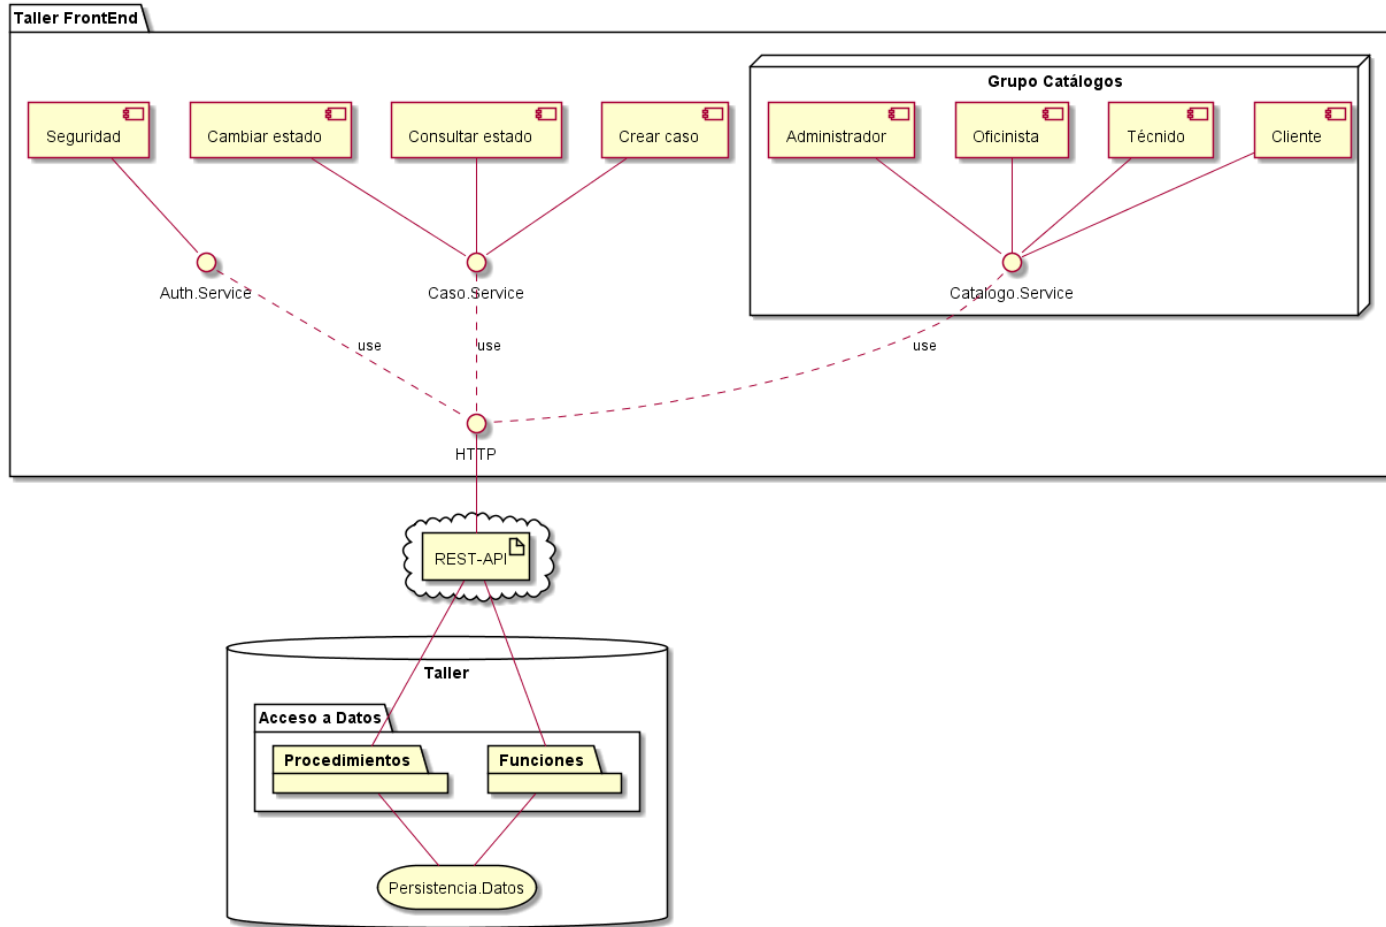 Taller FrontEnd
Grupo Catálogos
Seguridad
Cambiar estado
Consultar estado
Crear caso
Administrador
Oficinista
Técnido
Cliente
Auth.Service
Caso.Service
Catalogo.Service
use
use
use
HTTP
REST-API
Taller
Acceso a Datos
Procedimientos
Funciones
Persistencia.Datos